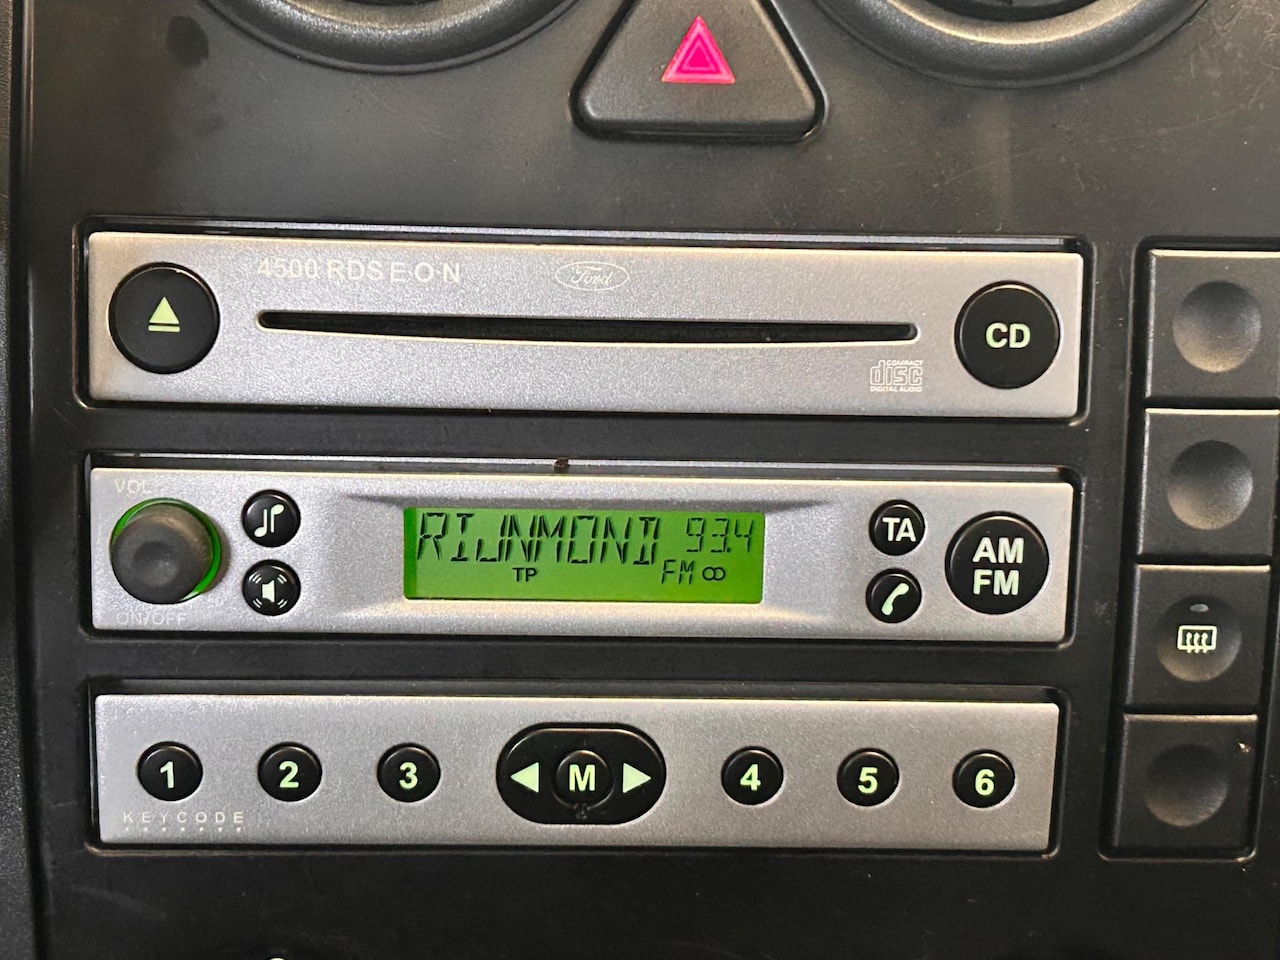 4500 RDS E·O·N
Ford
CD
COMPACT
disc
DIGITAL AUDIO
VOL
RIJNMOND 93.4
TP FM
TA
AM
FM
ON/OFF
1 2 3 M 4 5 6
KEYCODE